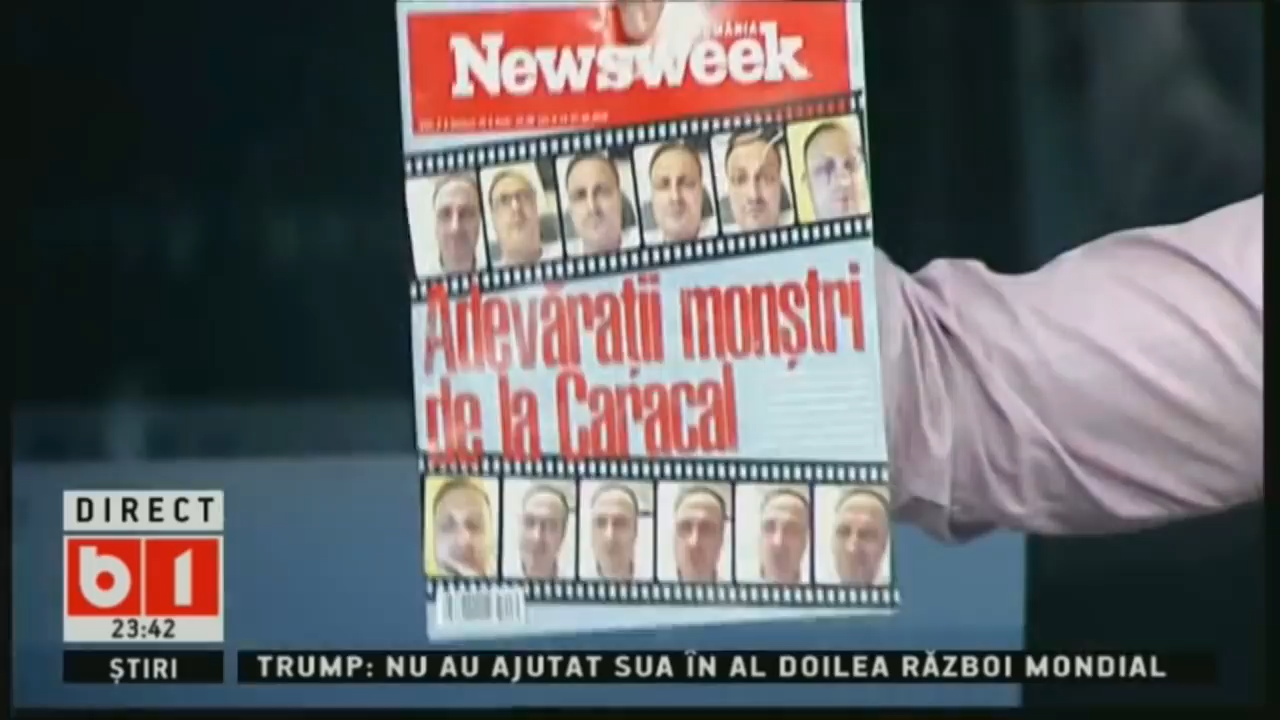 ROMÂNIA
Newsweek
Adevărații monștri
de la Caracal
DIRECT
b1
23:42
ȘTIRI
TRUMP: NU AU AJUTAT SUA ÎN AL DOILEA RĂZBOI MONDIAL